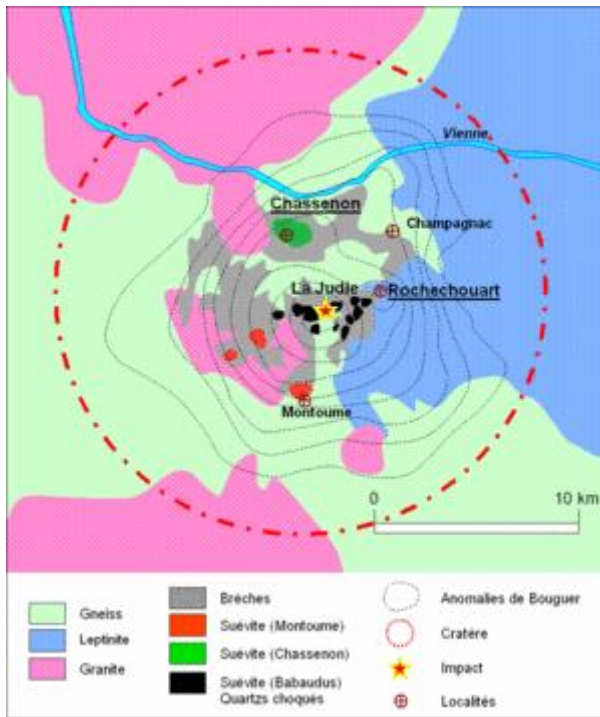 Vienne
Chassenon
Champagnac
La Judie
Rochechouart
Montoume
0
10 km
Gneiss
Leptinite
Granite
Brèches
Suévite (Montoume)
Suévite (Chassenon)
Suévite (Babaudus)
Quartzs choqués
Anomalies de Bouguer
Cratère
Impact
Localités